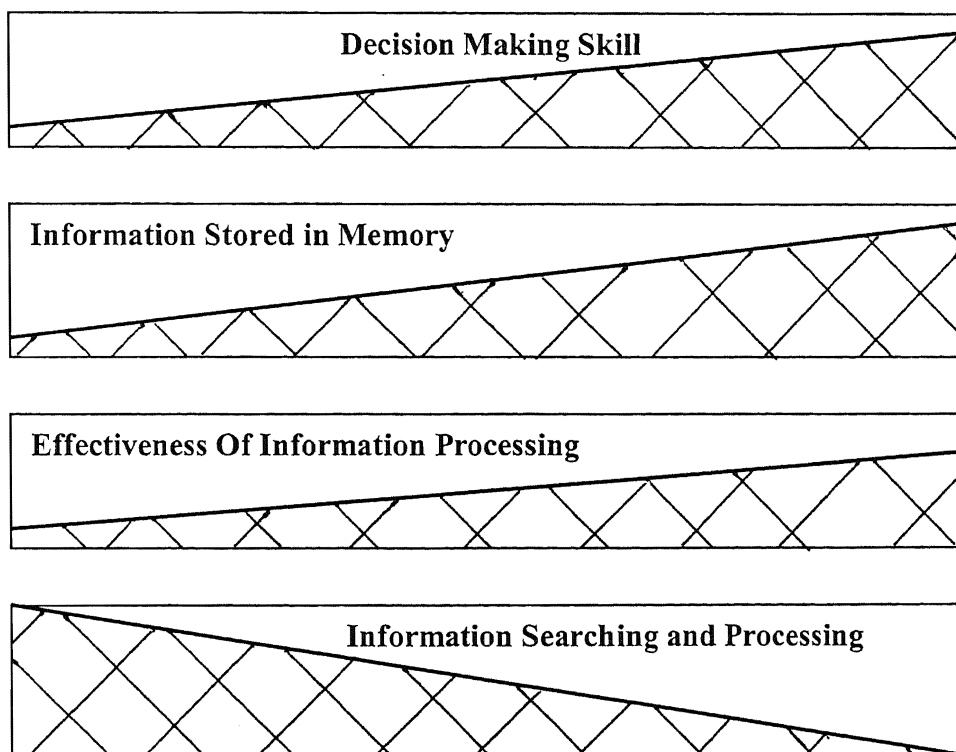 Decision Making Skill
Information Stored in Memory
Effectiveness Of Information Processing
Information Searching and Processing